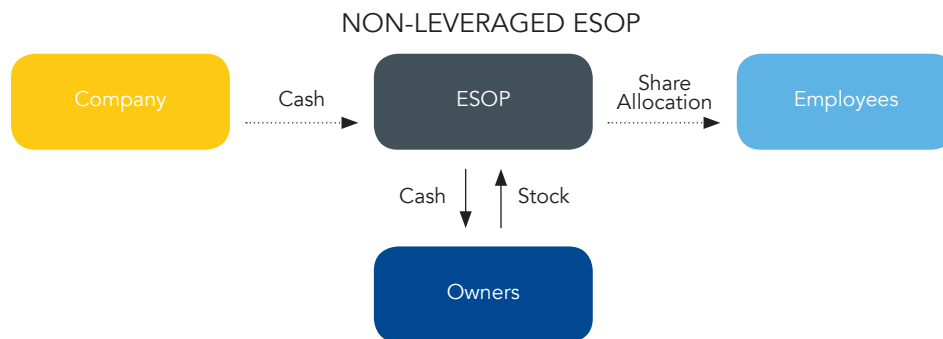 NON-LEVERAGED ESOP
Company
Cash
ESOP
Share
Allocation
Employees
Cash
Stock
Owners